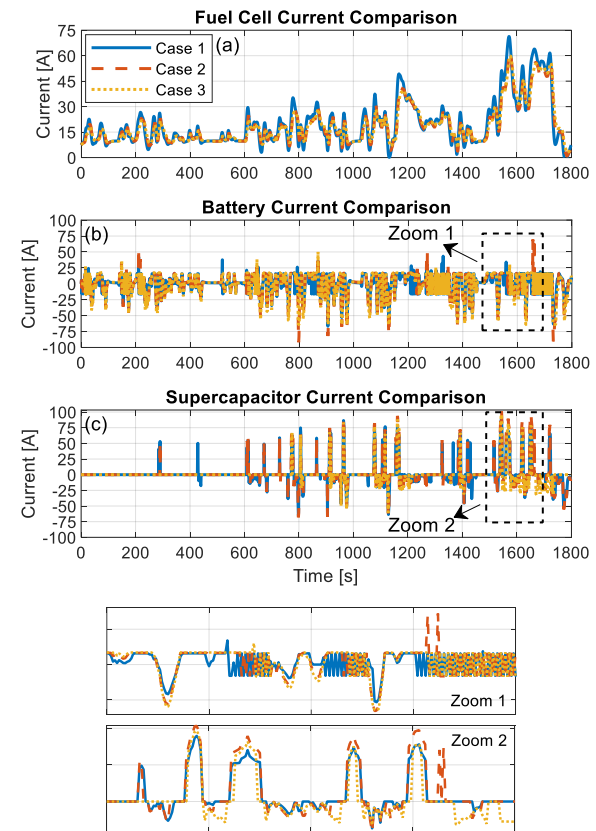 Fuel Cell Current Comparison
Current [A]
75
60
45
30
15
0
Case 1
Case 2
Case 3
(a)
0 200 400 600 800 1000 1200 1400 1600 1800
Battery Current Comparison
Current [A]
100
75
50
25
0
-25
-50
-75
-100
(b)
Zoom 1
0 200 400 600 800 1000 1200 1400 1600 1800
Supercapacitor Current Comparison
Current [A]
100
75
50
25
0
-25
-50
-75
-100
(c)
Zoom 2
0 200 400 600 800 1000 1200 1400 1600 1800
Time [s]
Zoom 1
Zoom 2